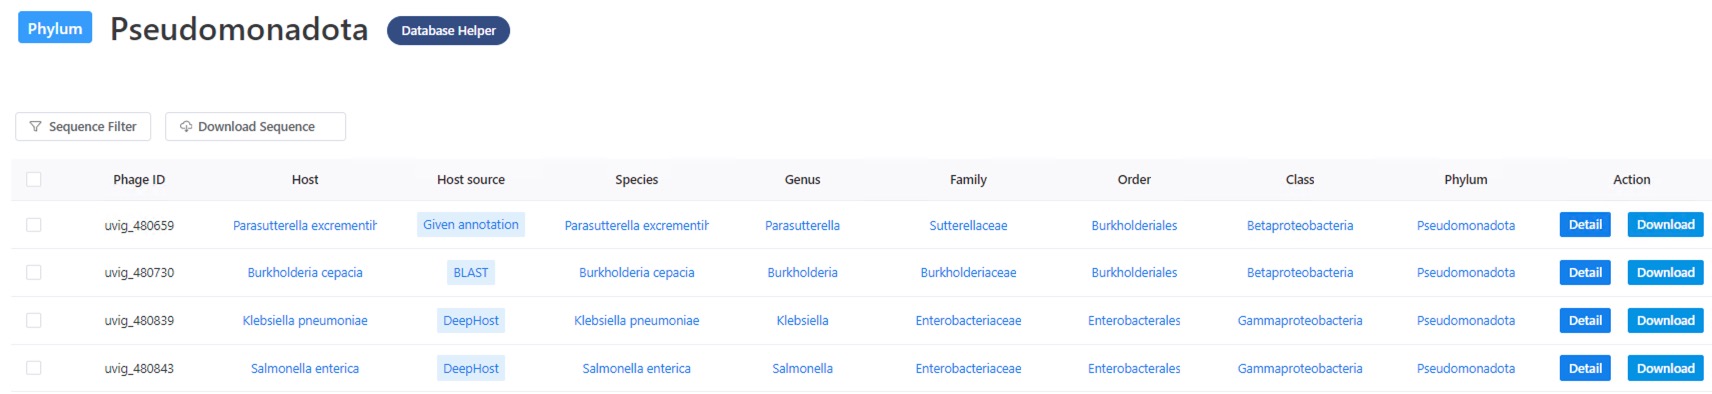 Phylum Pseudomonadota Database Helper
Sequence Filter Download Sequence
Phage ID Host Host source Species Genus Family Order Class Phylum Action
uvig_480659 Parasutterella excrementih Given annotation Parasutterella excrementih Parasutterella Sutterellaceae Burkholderiales Betaproteobacteria Pseudomonadota Detail Download
uvig_480730 Burkholderia cepacia BLAST Burkholderia cepacia Burkholderia Burkholderiaceae Burkholderiales Betaproteobacteria Pseudomonadota Detail Download
uvig_480839 Klebsiella pneumoniae DeepHost Klebsiella pneumoniae Klebsiella Enterobacteriaceae Enterobacterales Gammaproteobacteria Pseudomonadota Detail Download
uvig_480843 Salmonella enterica DeepHost Salmonella enterica Salmonella Enterobacteriaceae Enterobacterales Gammaproteobacteria Pseudomonadota Detail Download